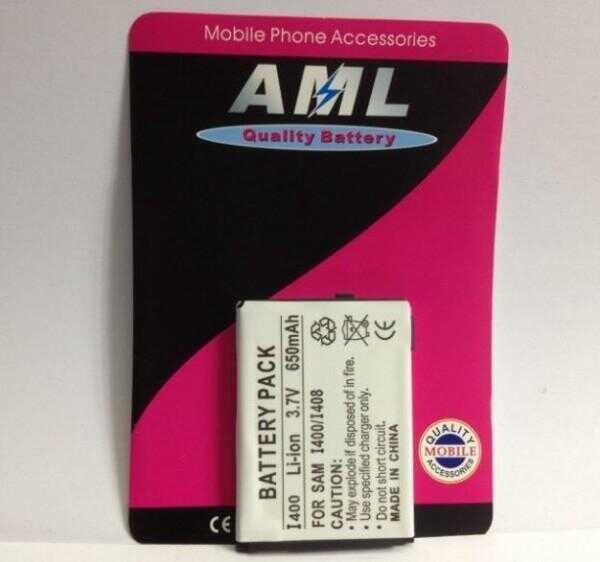 Mobile Phone Accessories
AML
Quality Battery
BATTERY PACK
I400 Li-ion 3.7V 650mAh
FOR SAM I400/I408
•May explode if disposed of in fire.
•Use specified charger only.
•Do not short circuit.
MADE IN CHINA
CE
QUALITY
MOBILE
ACCESSORIES
CE